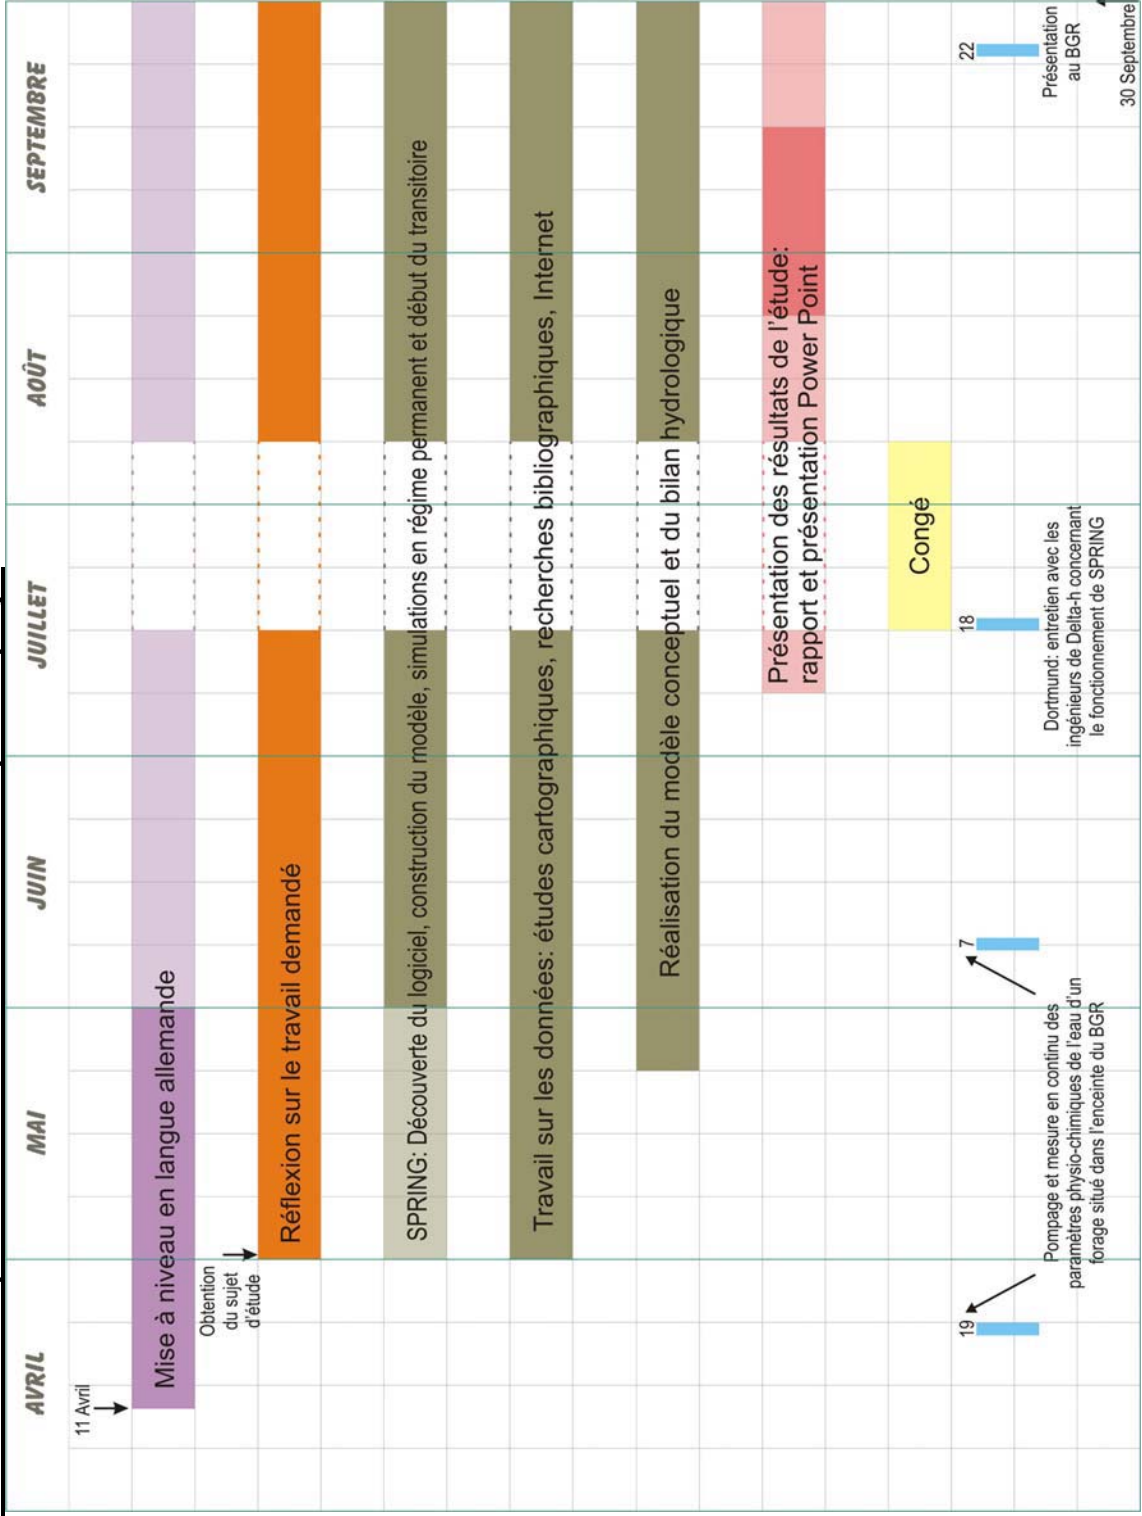 AVRIL
MAI
JUIN
JUILLET
AOÛT
SEPTEMBRE
11 Avril
Mise à niveau en langue allemande
Obtention
du sujet
d'étude
Réflexion sur le travail demandé
SPRING: Découverte du logiciel, construction du modèle, simulations en régime permanent et début du transitoire
Travail sur les données: études cartographiques, recherches bibliographiques, Internet
Réalisation du modèle conceptuel et du bilan hydrologique
Présentation des résultats de l'étude:
rapport et présentation Power Point
Congé
19
7
18
22
Pompage et mesure en continu des
paramètres physio-chimiques de l'eau d'un
forage situé dans l'enceinte du BGR
Dortmund: entretien avec les
ingénieurs de Delta-h concernant
le fonctionement de SPRING
Présentation
au BGR
30 Septembre